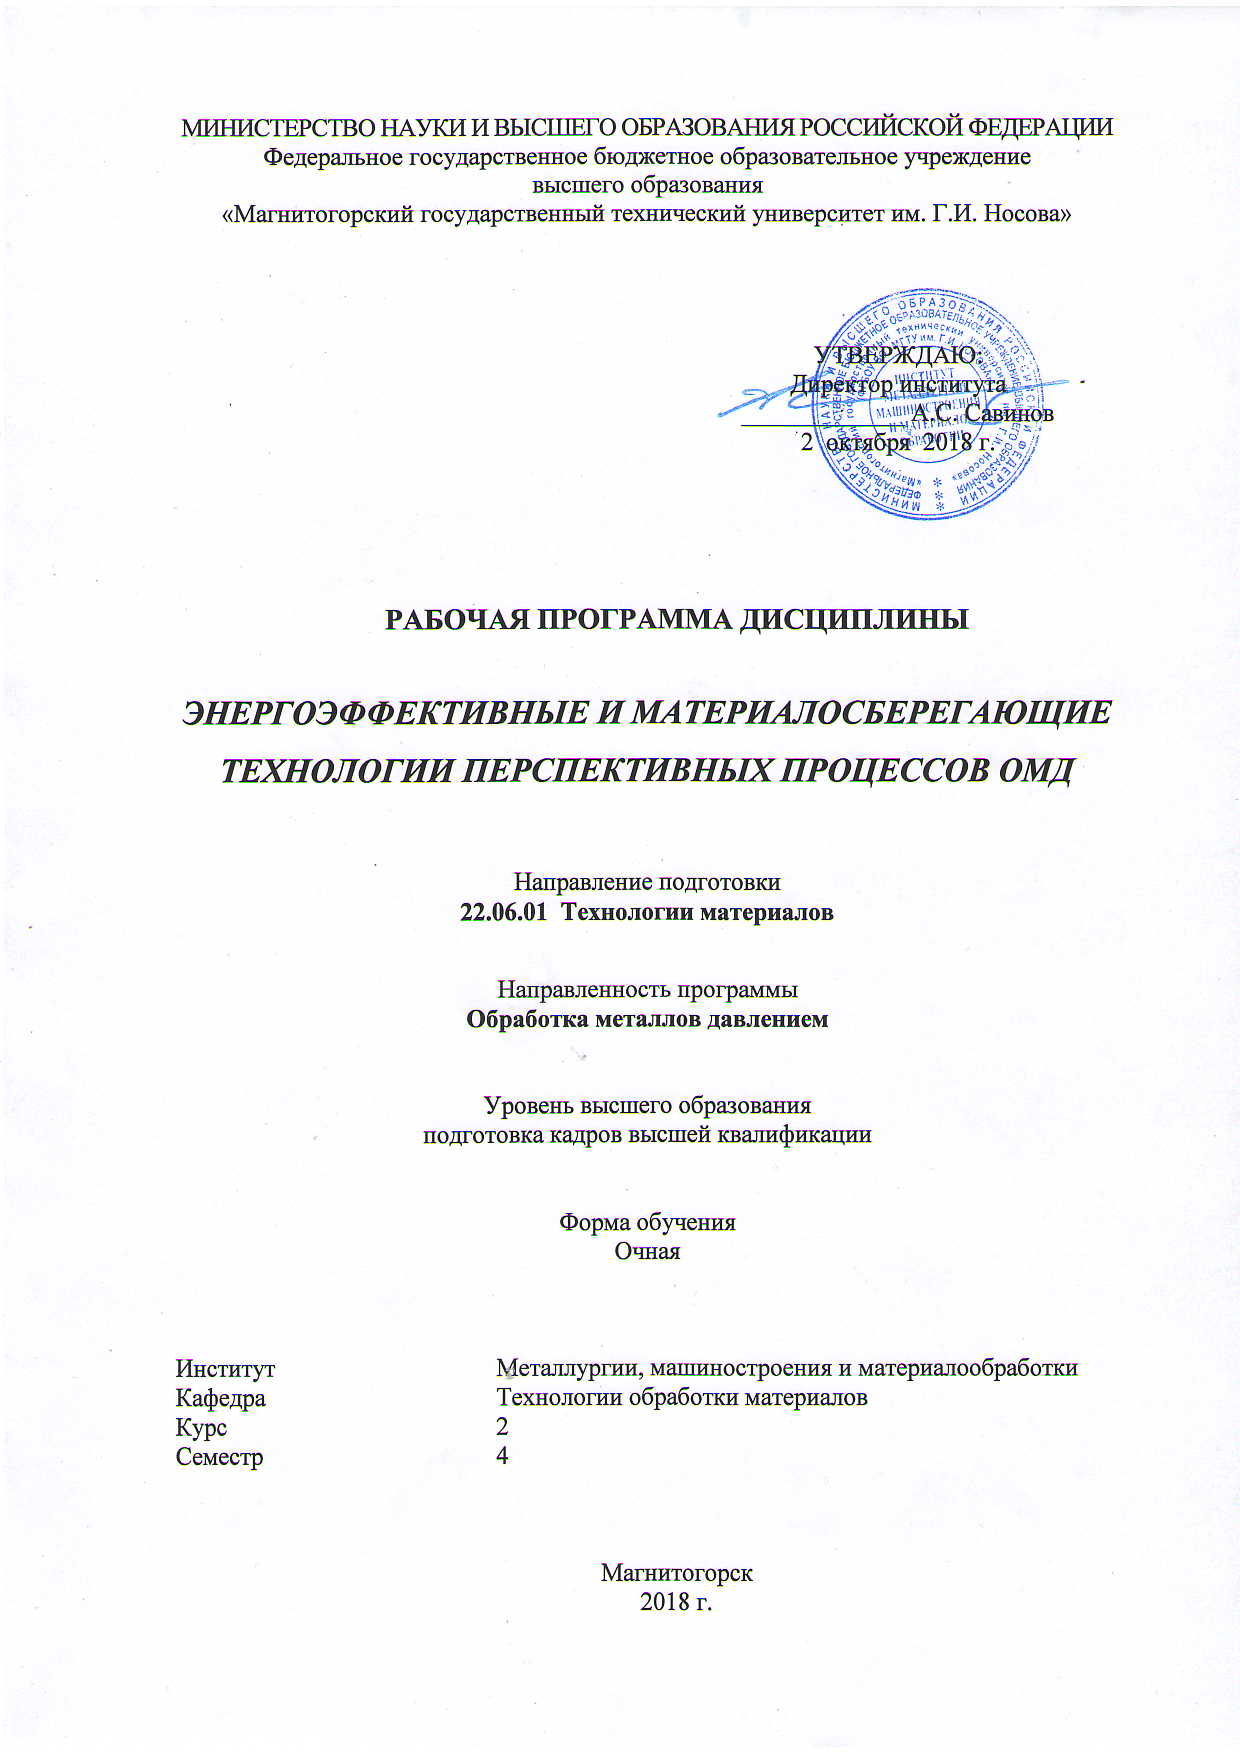 МИНИСТЕРСТВО НАУКИ И ВЫСШЕГО ОБРАЗОВАНИЯ РОССИЙСКОЙ ФЕДЕРАЦИИ
Федеральное государственное бюджетное образовательное учреждение
высшего образования
«Магнитогорский государственный технический университет им. Г.И. Носова»
УТВЕРЖДАЮ:
Директор института
А.С. Савинов
2 октября 2018 г.
РАБОЧАЯ ПРОГРАММА ДИСЦИПЛИНЫ
ЭНЕРГОЭФФЕКТИВНЫЕ И МАТЕРИАЛОСБЕРЕГАЮЩИЕ
ТЕХНОЛОГИИ ПЕРСПЕКТИВНЫХ ПРОЦЕССОВ ОМД
Направление подготовки
22.06.01 Технологии материалов
Направленность программы
Обработка металлов давлением
Уровень высшего образования
подготовка кадров высшей квалификации
Форма обучения
Очная
Институт Металлургии, машиностроения и материалообработки
Кафедра Технологии обработки материалов
Курс 2
Семестр 4
Магнитогорск
2018 г.